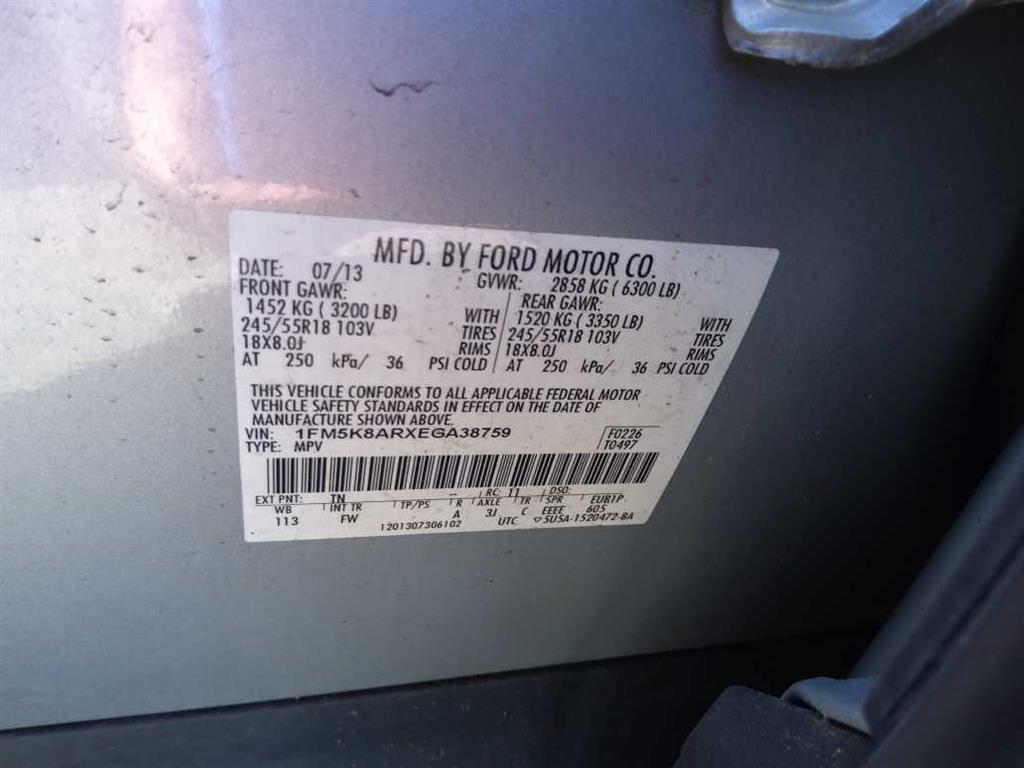 MFD. BY FORD MOTOR CO.
DATE: 07/13 GVWR: 2858 KG ( 6300 LB)
FRONT GAWR: REAR GAWR:
1452 KG ( 3200 LB) WITH 1520 KG ( 3350 LB) WITH
245/55R18 103V TIRES 245/55R18 103V TIRES
18X8.0J RIMS 18X8.0J RIMS
AT 250 kPa/ 36 PSI COLD AT 250 kPa/ 36 PSI COLD
THIS VEHICLE CONFORMS TO ALL APPLICABLE FEDERAL MOTOR
VEHICLE SAFETY STANDARDS IN EFFECT ON THE DATE OF
MANUFACTURE SHOWN ABOVE.
VIN: 1FM5K8ARXEGA38759 F0226
TYPE: MPV T0497
EXT PNT: TN -- RC: 11 DSO:
WB INT TR TP/PS R AXLE TR SPR EUB1P
113 FW A 3J C EEEE 605
1201307306102 UTC ▽5U5A-1520472-BA